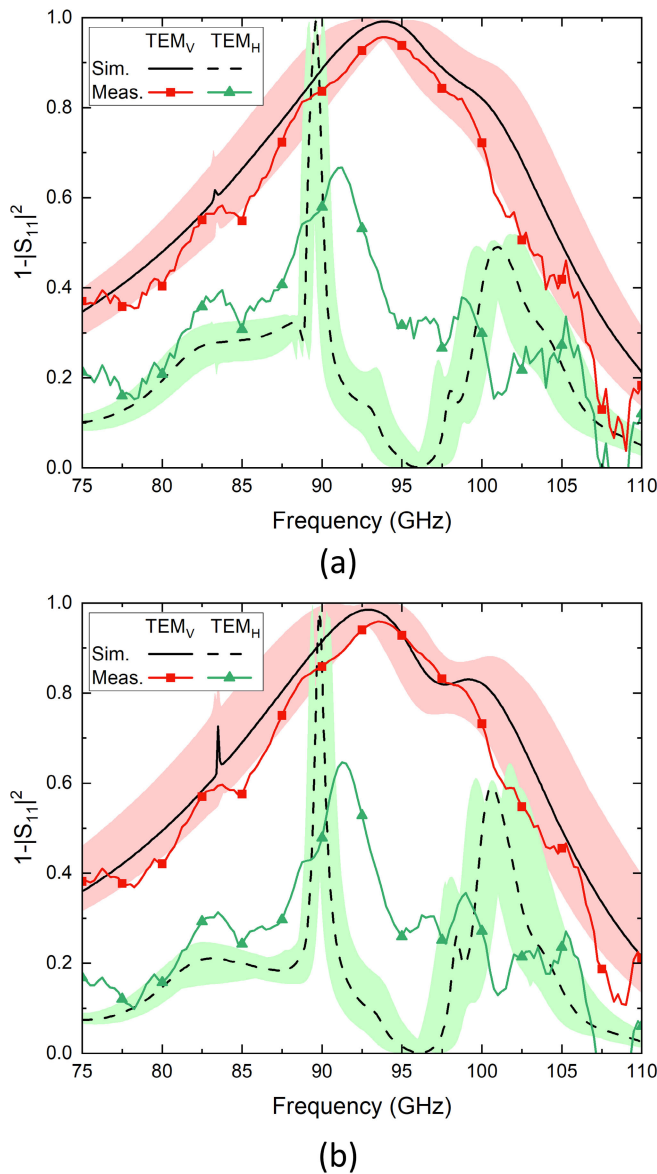 1-|S₁₁|²
1.0
0.8
0.6
0.4
0.2
0.0
TEM_V TEM_H
Sim.
Meas.
75 80 85 90 95 100 105 110
Frequency (GHz)
(a)
1-|S₁₁|²
1.0
0.8
0.6
0.4
0.2
0.0
TEM_V TEM_H
Sim.
Meas.
75 80 85 90 95 100 105 110
Frequency (GHz)
(b)